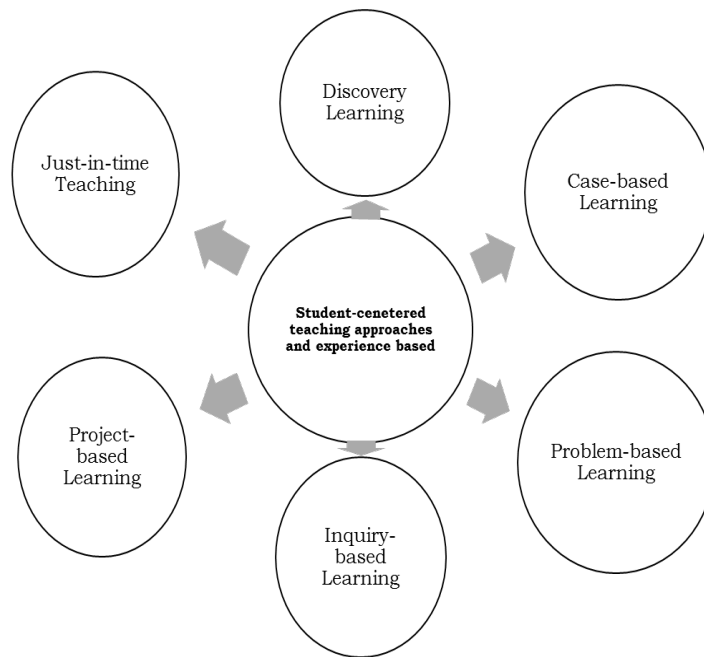 Discovery
Learning
Just-in-time
Teaching
Case-based
Learning
Student-cenetered
teaching approaches
and experience based
Project-
based
Learning
Problem-based
Learning
Inquiry-
based
Learning